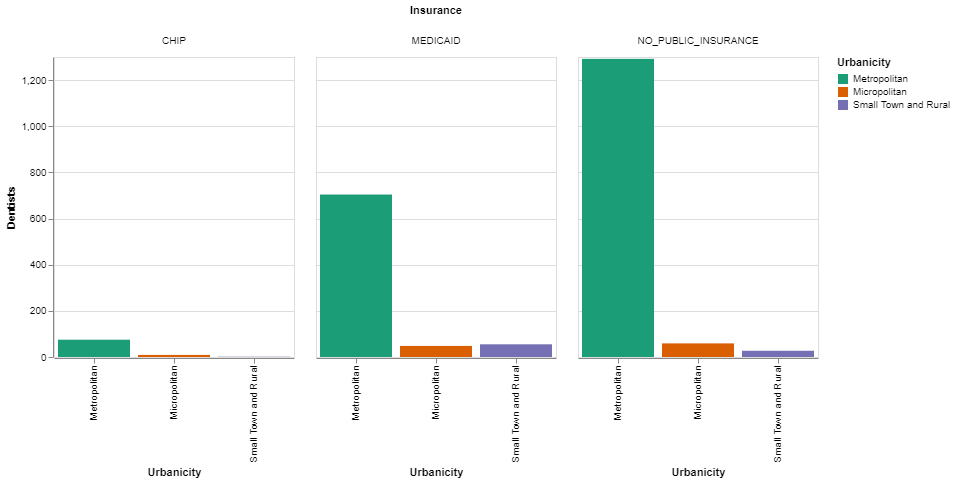 Insurance
CHIP
MEDICAID
NO_PUBLIC_INSURANCE
Dentists
1,200
1,000
800
600
400
200
0
Metropolitan
Micropolitan
Small Town and Rural
Metropolitan
Micropolitan
Small Town and Rural
Metropolitan
Micropolitan
Small Town and Rural
Urbanicity
Urbanicity
Urbanicity
Urbanicity
Metropolitan
Micropolitan
Small Town and Rural